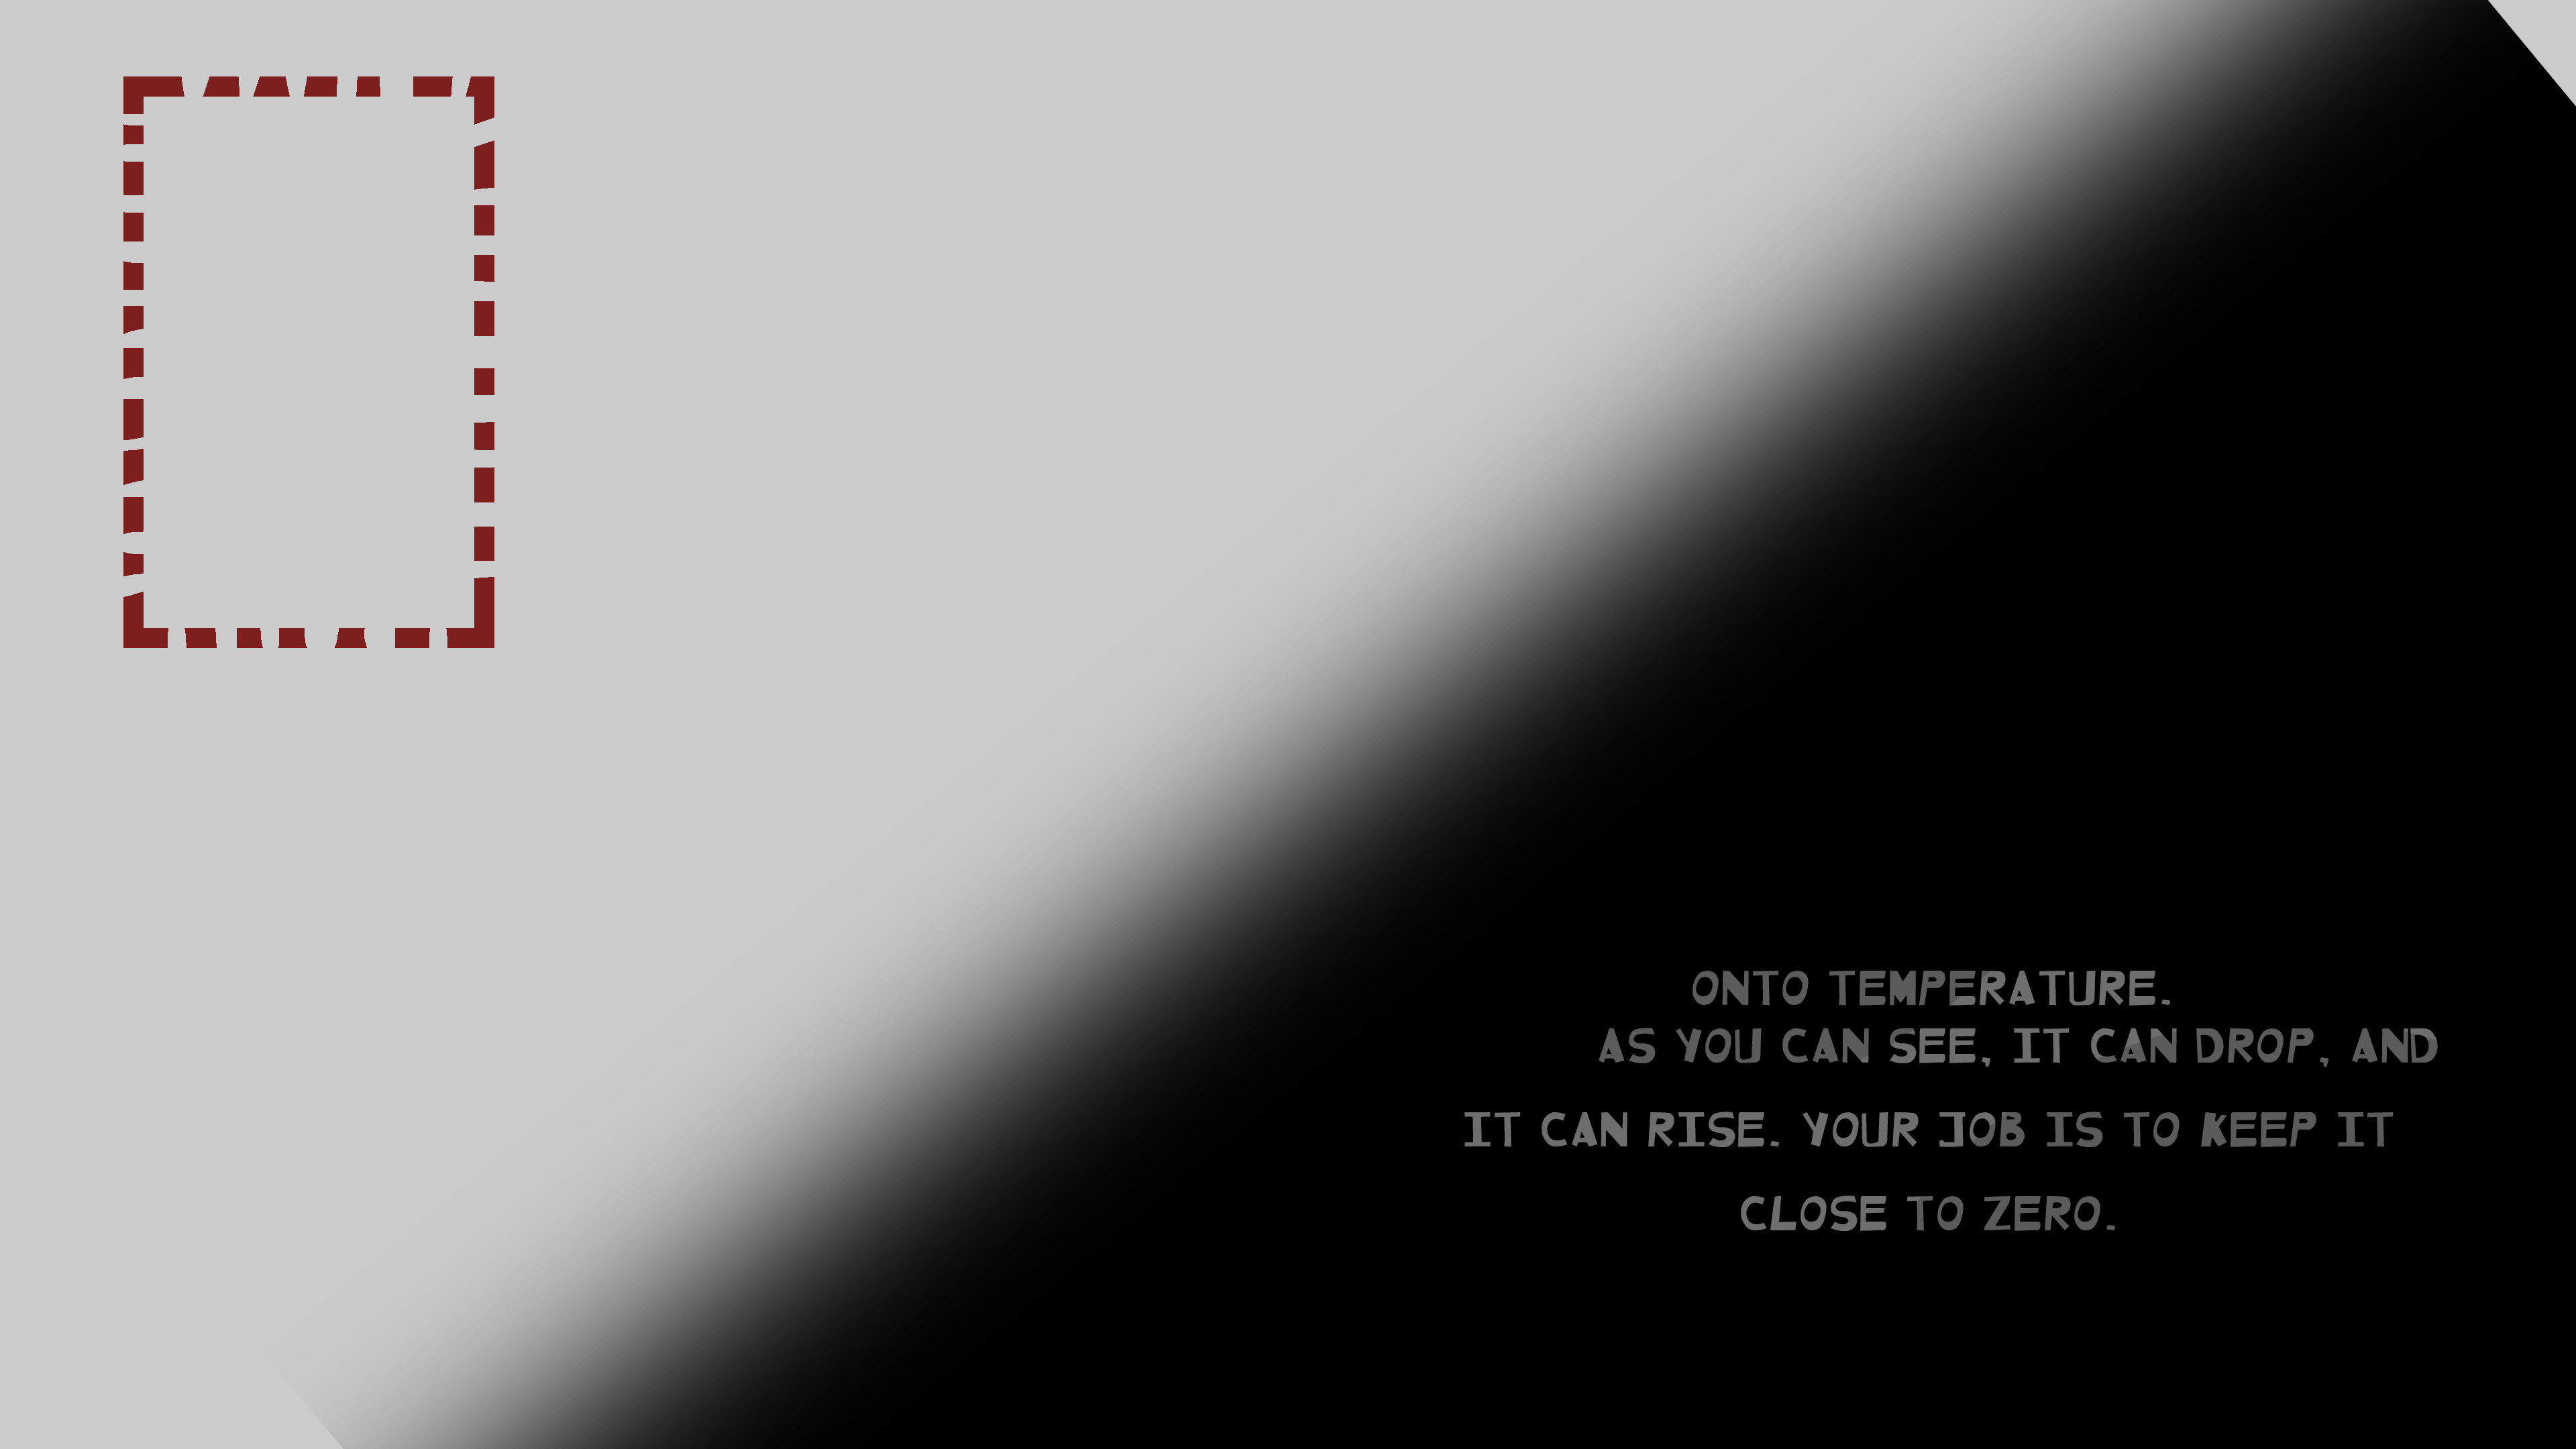 ONTO TEMPERATURE.
AS YOU CAN SEE, IT CAN DROP, AND
IT CAN RISE. YOUR JOB IS TO KEEP IT
CLOSE TO ZERO.